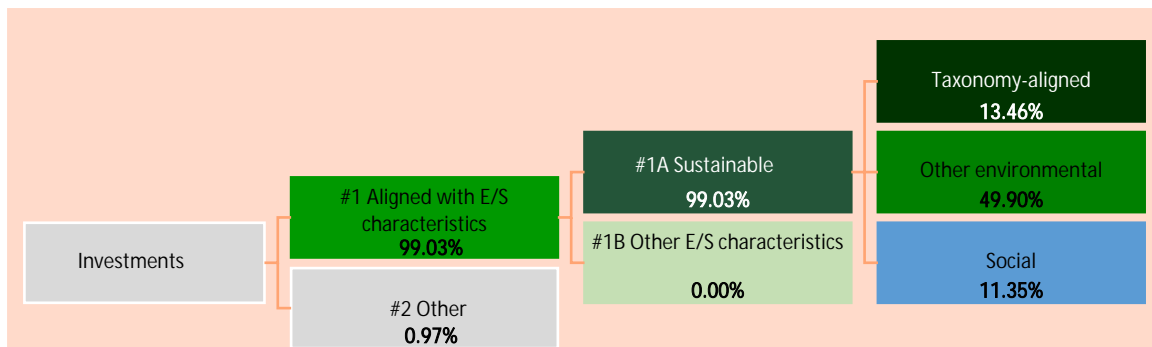 Investments
#1 Aligned with E/S
characteristics
99.03%
#2 Other
0.97%
#1A Sustainable
99.03%
#1B Other E/S characteristics
0.00%
Taxonomy-aligned
13.46%
Other environmental
49.90%
Social
11.35%